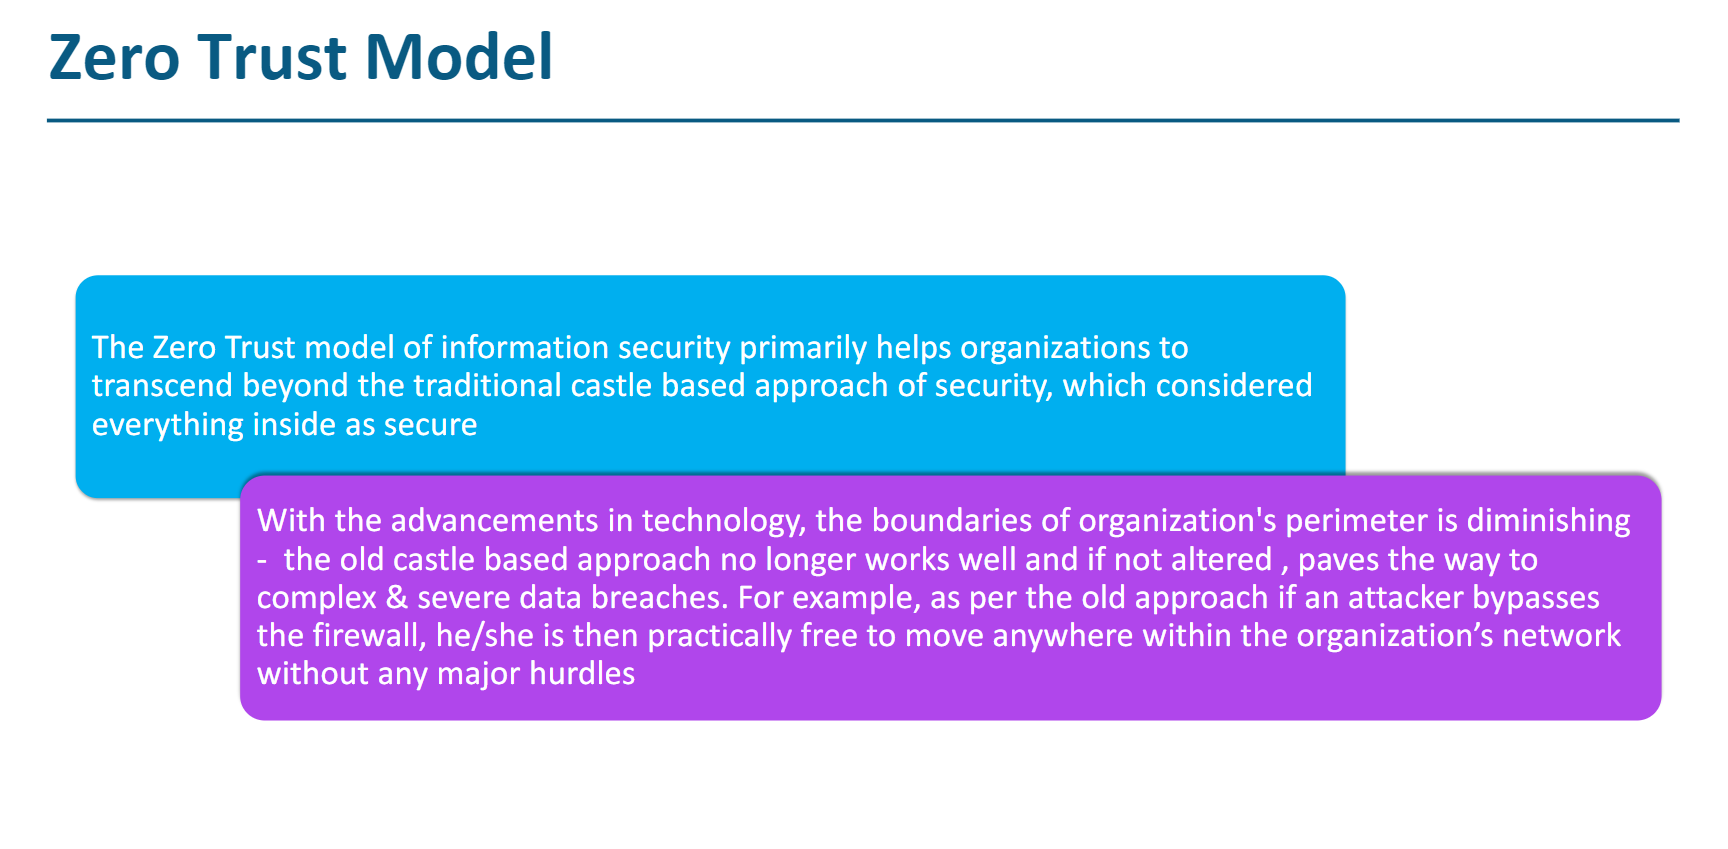 Zero Trust Model
The Zero Trust model of information security primarily helps organizations to
transcend beyond the traditional castle based approach of security, which considered
everything inside as secure
With the advancements in technology, the boundaries of organization's perimeter is diminishing
-  the old castle based approach no longer works well and if not altered , paves the way to
complex & severe data breaches. For example, as per the old approach if an attacker bypasses
the firewall, he/she is then practically free to move anywhere within the organization’s network
without any major hurdles